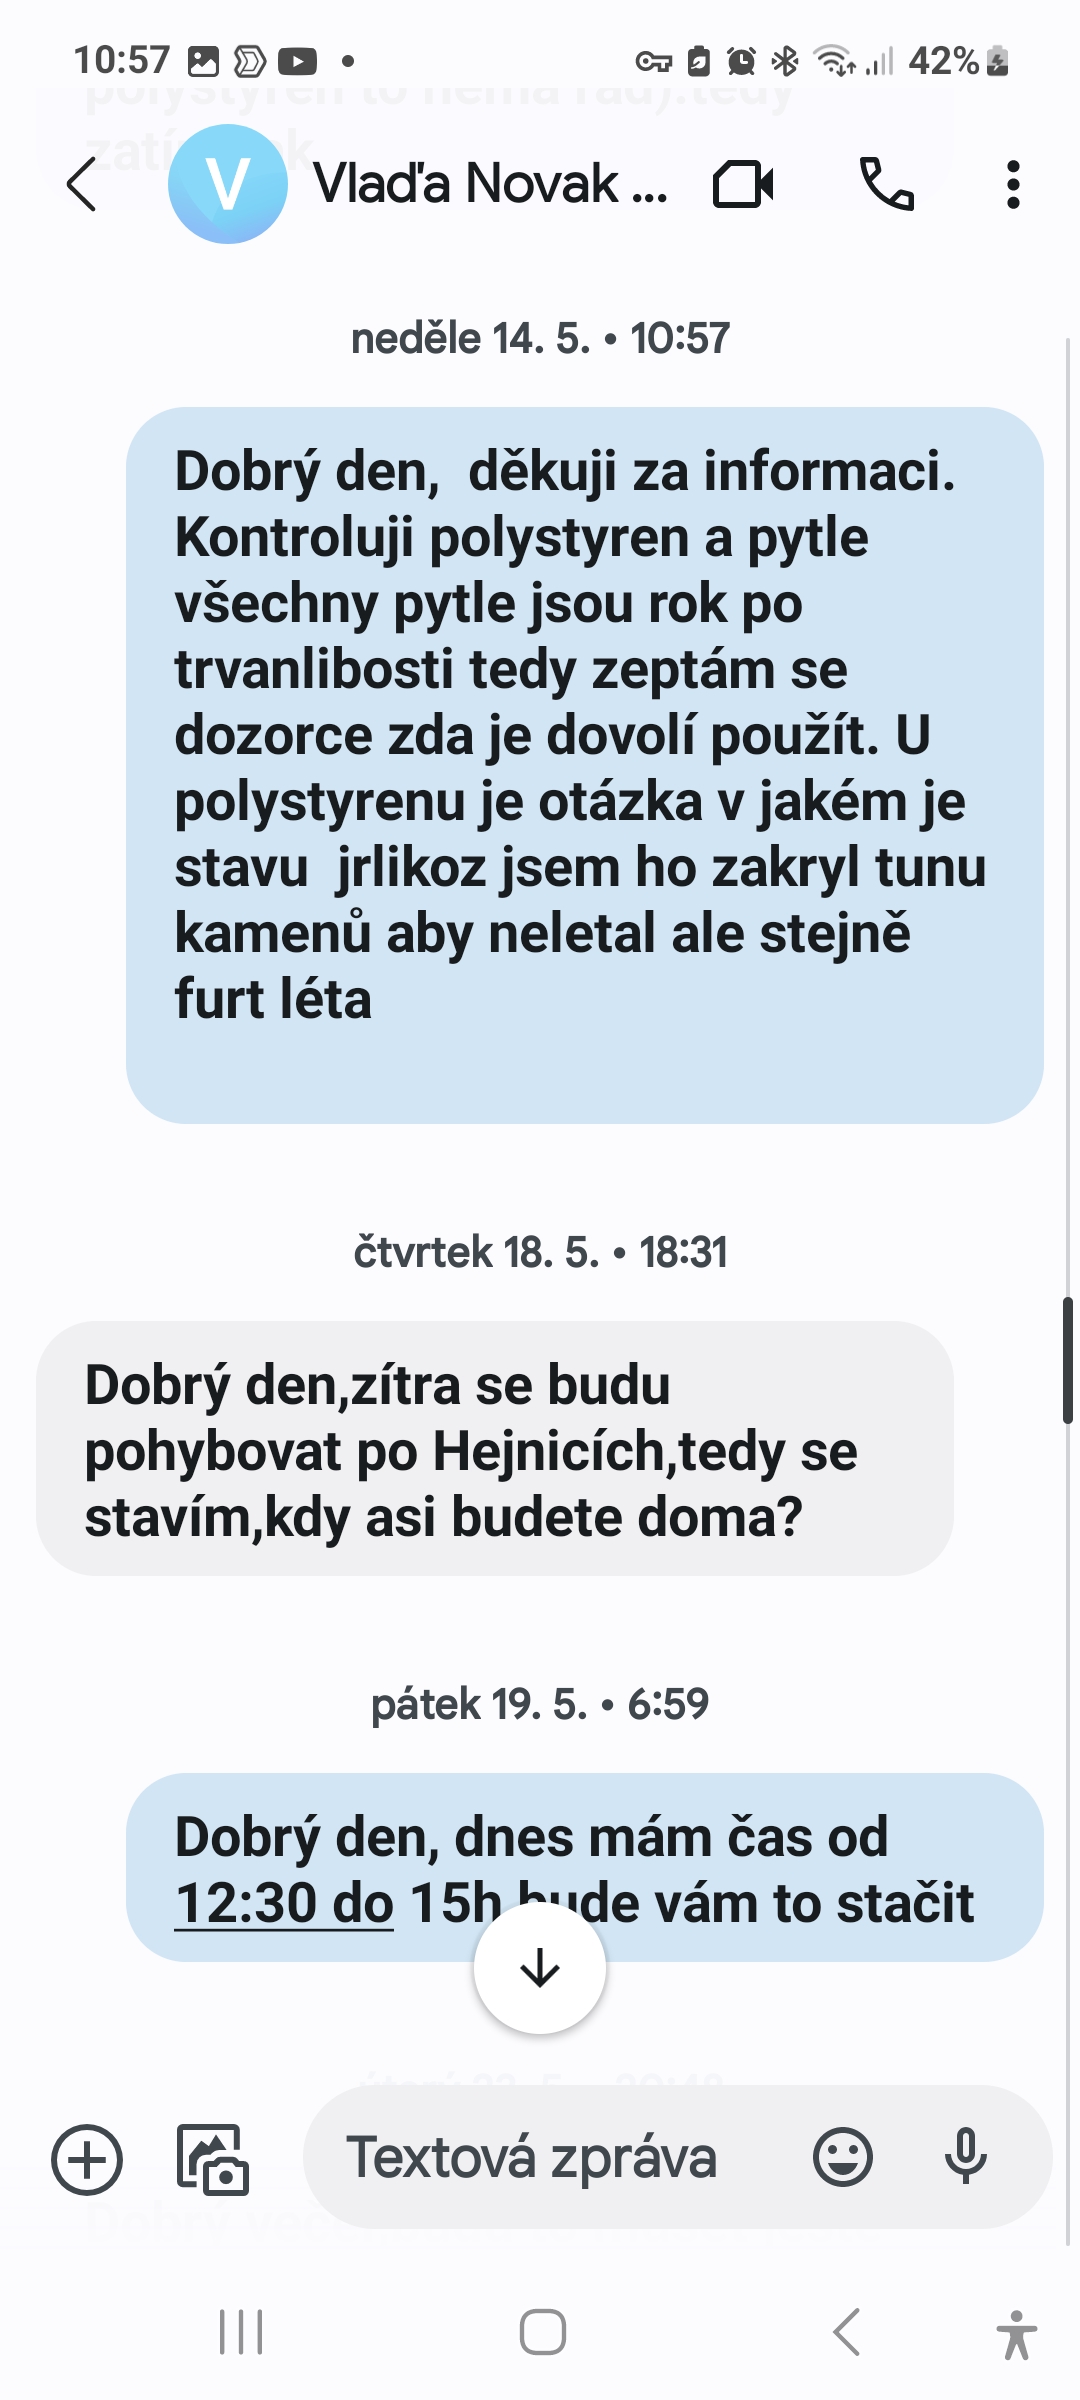 10:57
42%
zatí
V
Vlaďa Novak ...
neděle 14. 5. • 10:57
Dobrý den,  děkuji za informaci.
Kontroluji polystyren a pytle
všechny pytle jsou rok po
trvanlibosti tedy zeptám se
dozorce zda je dovolí použít. U
polystyrenu je otázka v jakém je
stavu  jrlikoz jsem ho zakryl tunu
kamenů aby neletal ale stejně
furt léta
čtvrtek 18. 5. • 18:31
Dobrý den,zítra se budu
pohybovat po Hejnicích,tedy se
stavím,kdy asi budete doma?
pátek 19. 5. • 6:59
Dobrý den, dnes mám čas od
12:30 do 15h bude vám to stačit
Textová zpráva
Dobrý